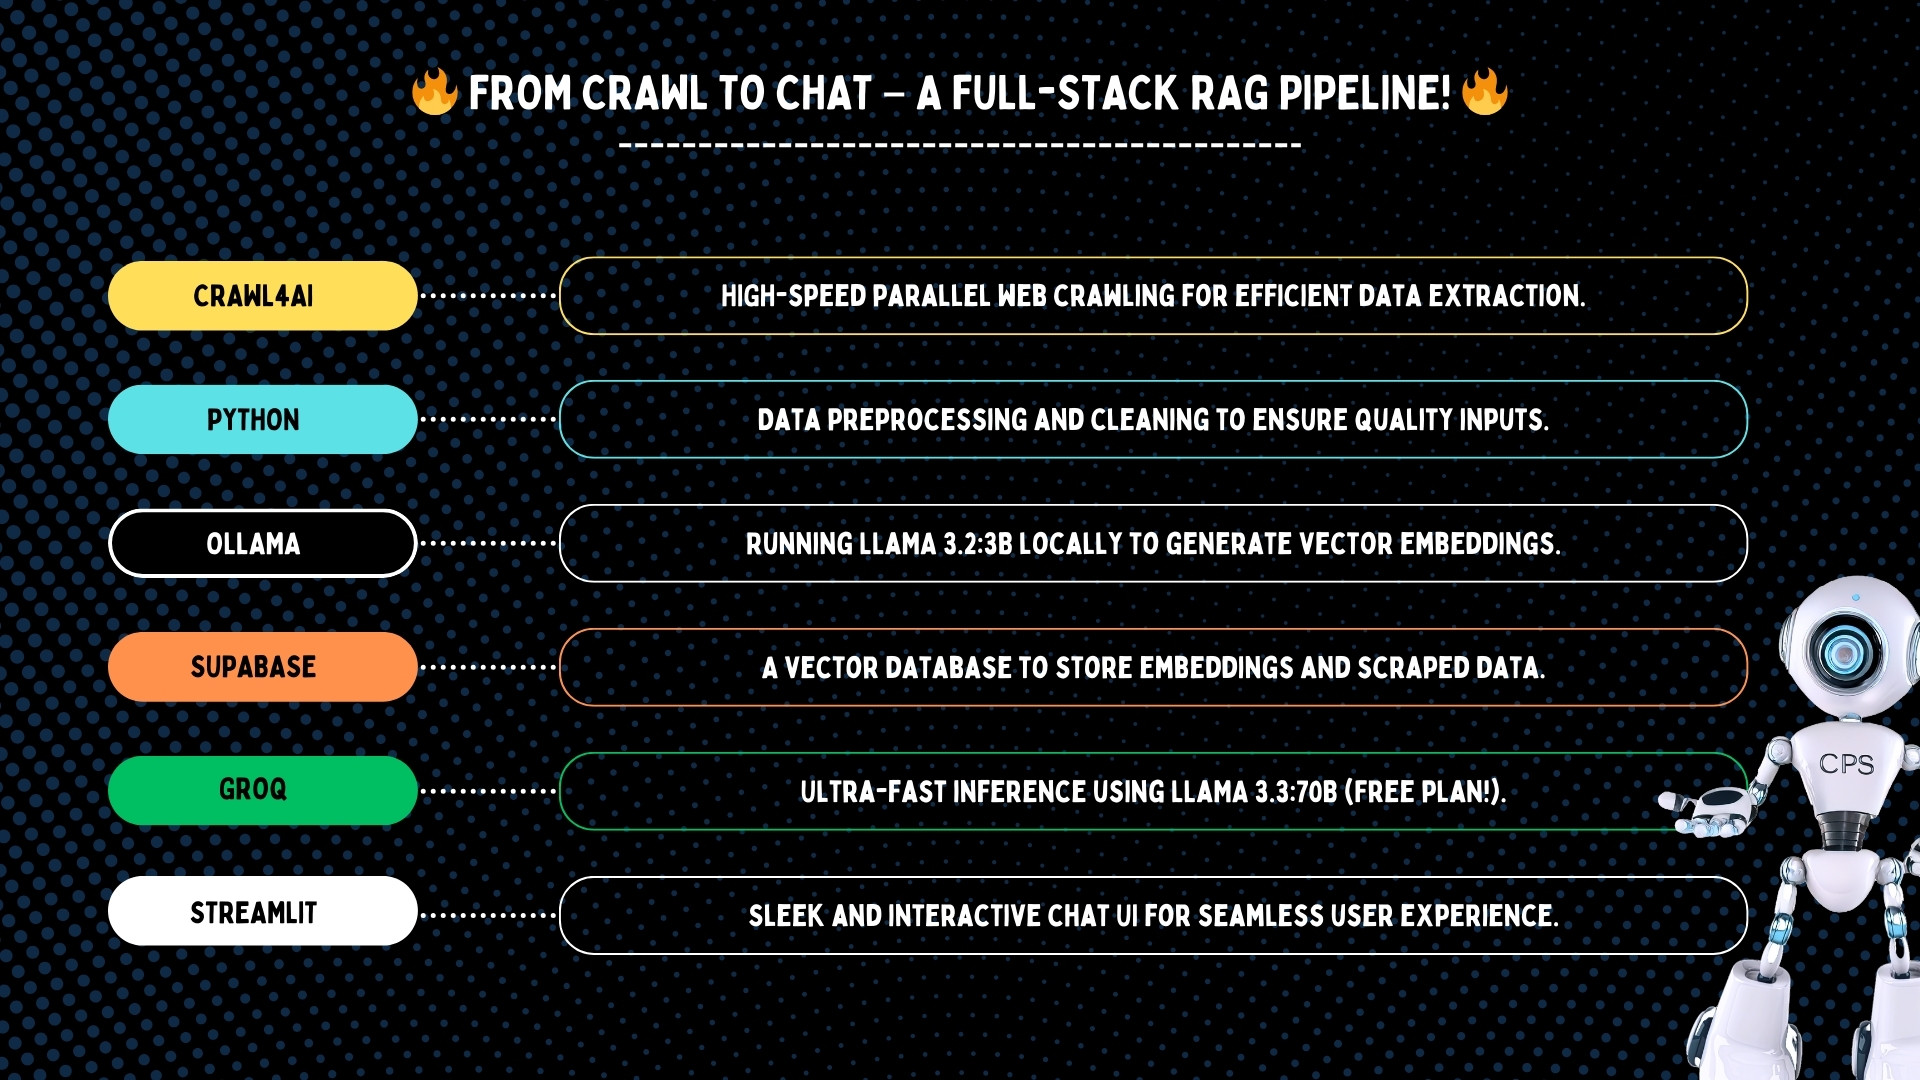 🔥 FROM CRAWL TO CHAT – A FULL-STACK RAG PIPELINE! 🔥
CRAWL4AI
HIGH-SPEED PARALLEL WEB CRAWLING FOR EFFICIENT DATA EXTRACTION.
PYTHON
DATA PREPROCESSING AND CLEANING TO ENSURE QUALITY INPUTS.
OLLAMA
RUNNING LLAMA 3.2:3B LOCALLY TO GENERATE VECTOR EMBEDDINGS.
SUPABASE
A VECTOR DATABASE TO STORE EMBEDDINGS AND SCRAPED DATA.
GROQ
ULTRA-FAST INFERENCE USING LLAMA 3.3:70B (FREE PLAN!).
STREAMLIT
SLEEK AND INTERACTIVE CHAT UI FOR SEAMLESS USER EXPERIENCE.
CPS